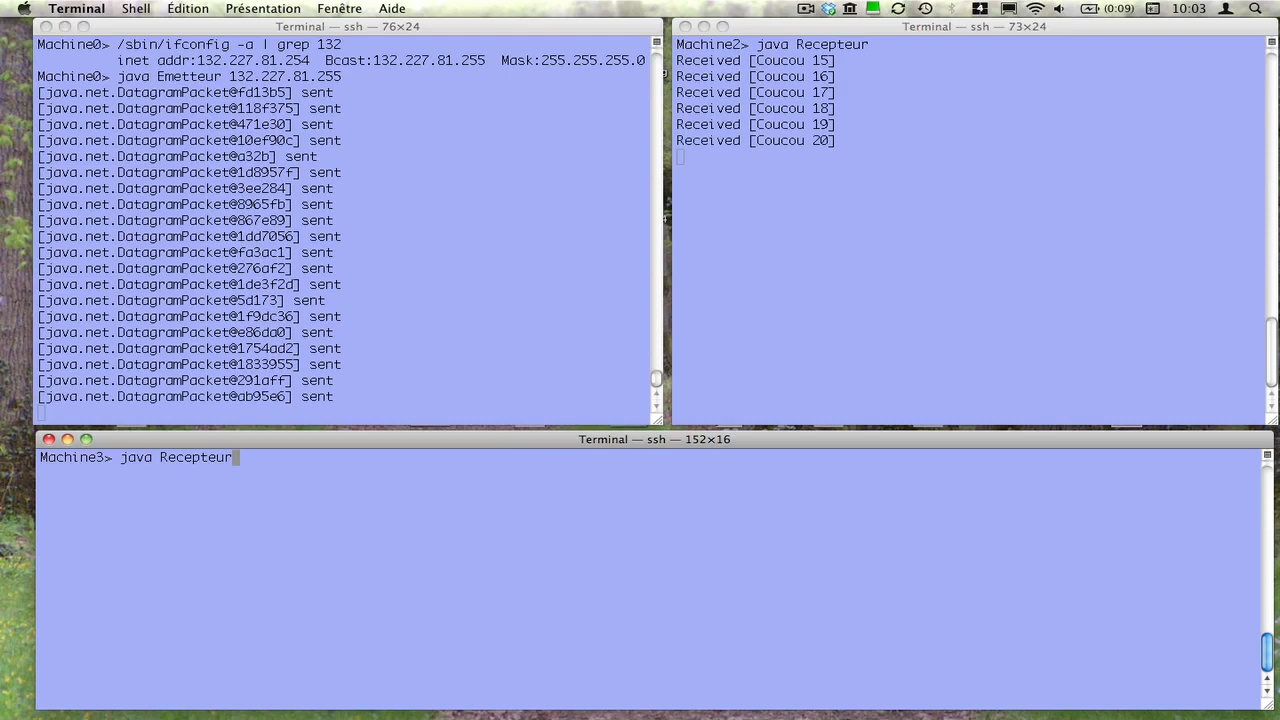 Terminal Shell Édition Présentation Fenêtre Aide (0:09) 10:03
Terminal — ssh — 76×24
Machine0> /sbin/ifconfig -a | grep 132
inet addr:132.227.81.254 Bcast:132.227.81.255 Mask:255.255.255.0
Machine0> java Emetteur 132.227.81.255
[java.net.DatagramPacket@fd13b5] sent
[java.net.DatagramPacket@118f375] sent
[java.net.DatagramPacket@471e30] sent
[java.net.DatagramPacket@10ef90c] sent
[java.net.DatagramPacket@a32b] sent
[java.net.DatagramPacket@1d8957f] sent
[java.net.DatagramPacket@3ee284] sent
[java.net.DatagramPacket@8965fb] sent
[java.net.DatagramPacket@867e89] sent
[java.net.DatagramPacket@1dd7056] sent
[java.net.DatagramPacket@fa3ac1] sent
[java.net.DatagramPacket@276af2] sent
[java.net.DatagramPacket@1de3f2d] sent
[java.net.DatagramPacket@5d173] sent
[java.net.DatagramPacket@1f9dc36] sent
[java.net.DatagramPacket@e86da0] sent
[java.net.DatagramPacket@1754ad2] sent
[java.net.DatagramPacket@1833955] sent
[java.net.DatagramPacket@291aff] sent
[java.net.DatagramPacket@ab95e6] sent
Terminal — ssh — 73×24
Machine2> java Recepteur
Received [Coucou 15]
Received [Coucou 16]
Received [Coucou 17]
Received [Coucou 18]
Received [Coucou 19]
Received [Coucou 20]
Terminal — ssh — 152×16
Machine3> java Recepteur